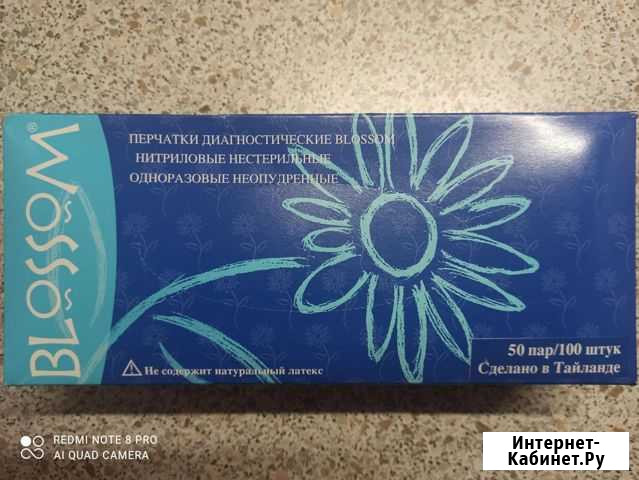 BLOSSOM®
ПЕРЧАТКИ ДИАГНОСТИЧЕСКИЕ BLOSSOM
НИТРИЛОВЫЕ НЕСТЕРИЛЬНЫЕ
ОДНОРАЗОВЫЕ НЕОПУДРЕННЫЕ
Не содержит натуральный латекс
50 пар/100 штук
Сделано в Тайланде
REDMI NOTE 8 PRO
AI QUAD CAMERA
Интернет-
Кабинет.Ру